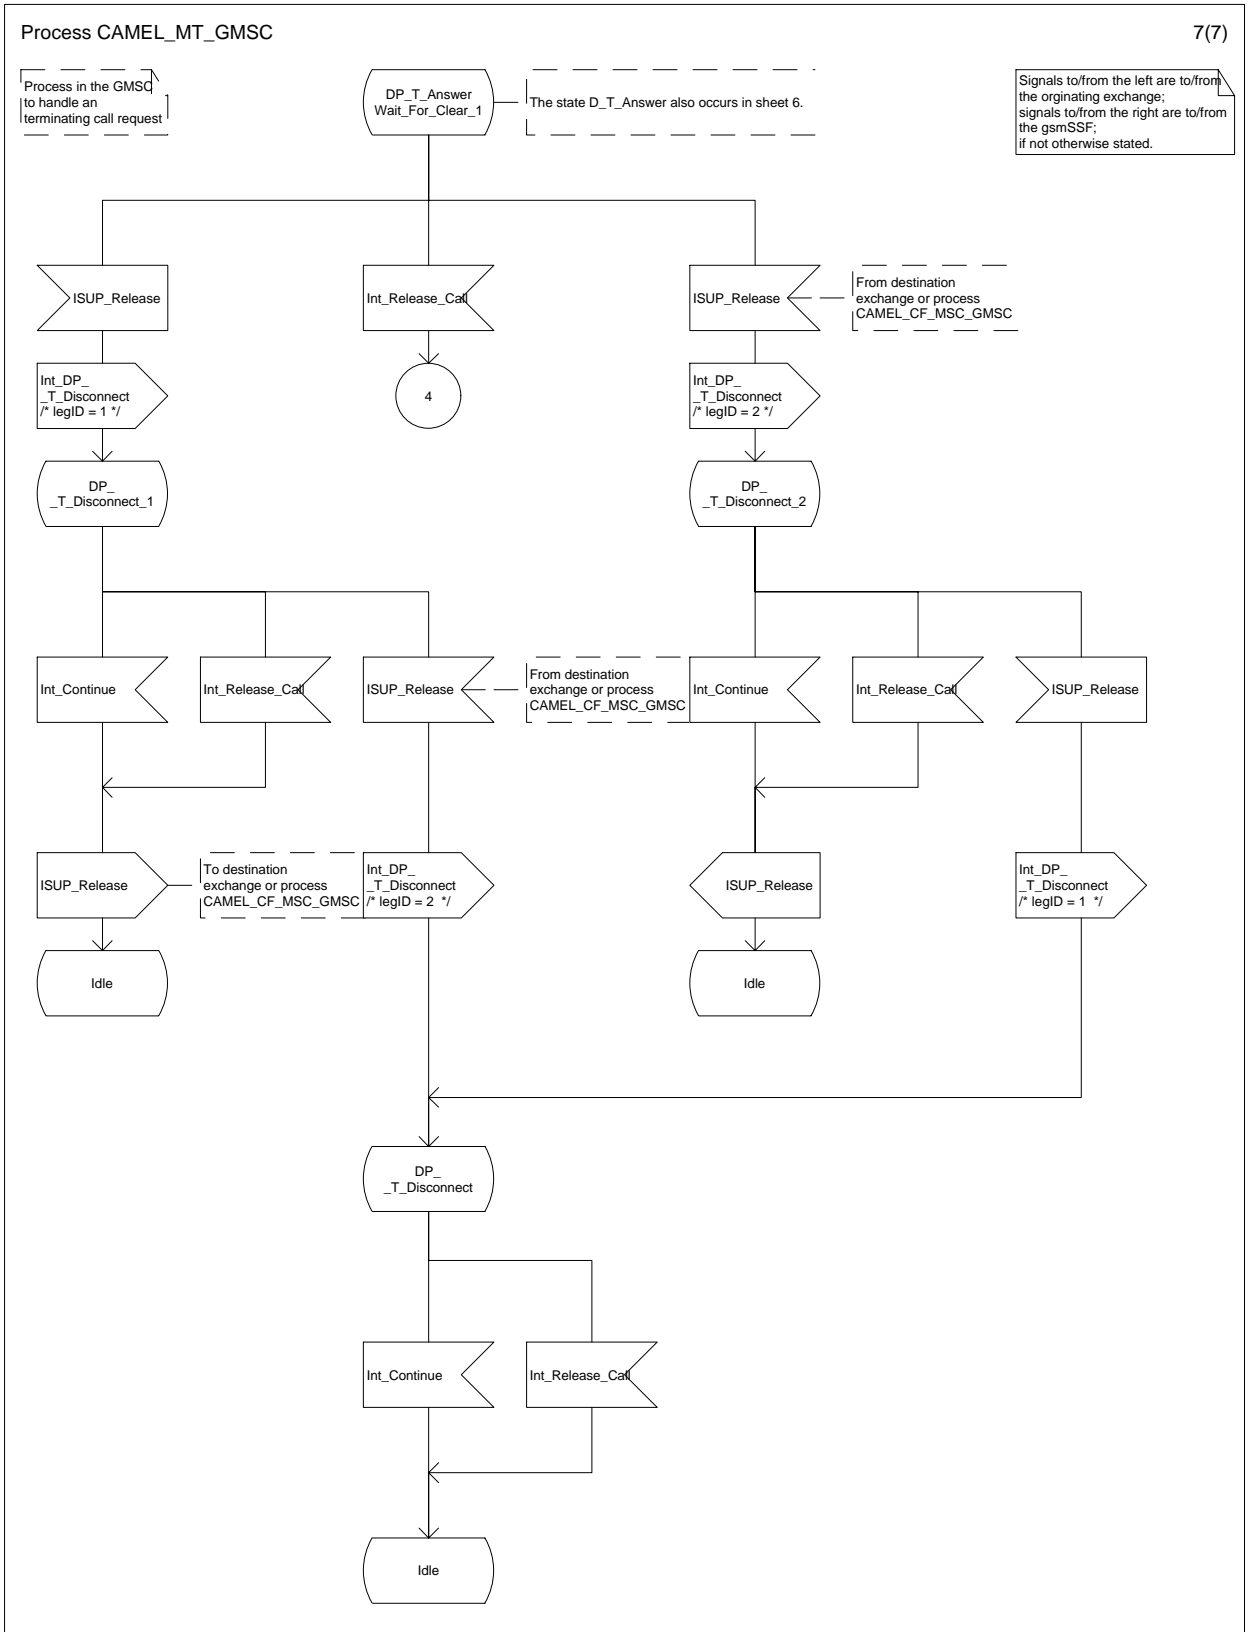 Process CAMEL_MT_GMSC
7(7)
Process in the GMSC
to handle an
terminating call request
DP_T_Answer
Wait_For_Clear_1
The state D_T_Answer also occurs in sheet 6.
Signals to/from the left are to/from
the orginating exchange;
signals to/from the right are to/from
the gsmSSF;
if not otherwise stated.
ISUP_Release
Int_Release_Call
ISUP_Release
From destination
exchange or process
CAMEL_CF_MSC_GMSC
Int_DP_
_T_Disconnect
/* legID = 1 */
4
Int_DP_
_T_Disconnect
/* legID = 2 */
DP_
_T_Disconnect_1
DP_
_T_Disconnect_2
Int_Continue
Int_Release_Call
ISUP_Release
From destination
exchange or process
CAMEL_CF_MSC_GMSC
Int_Continue
Int_Release_Call
ISUP_Release
ISUP_Release
To destination
exchange or process
CAMEL_CF_MSC_GMSC
Int_DP_
_T_Disconnect
/* legID = 2 */
ISUP_Release
Int_DP_
_T_Disconnect
/* legID = 1 */
Idle
Idle
DP_
_T_Disconnect
Int_Continue
Int_Release_Call
Idle